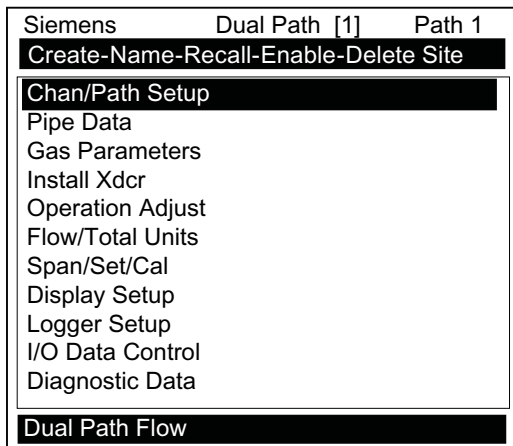 Siemens Dual Path [1] Path 1
Create-Name-Recall-Enable-Delete Site
Chan/Path Setup
Pipe Data
Gas Parameters
Install Xdcr
Operation Adjust
Flow/Total Units
Span/Set/Cal
Display Setup
Logger Setup
I/O Data Control
Diagnostic Data
Dual Path Flow